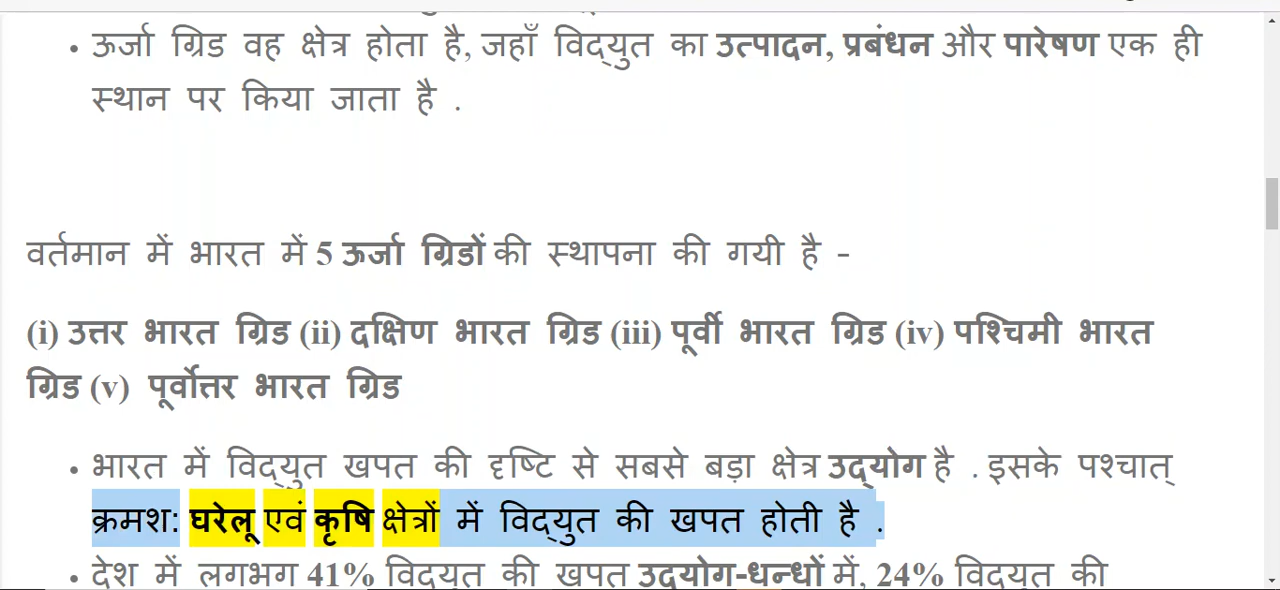 ऊर्जा ग्रिड वह क्षेत्र होता है, जहाँ विद्युत का उत्पादन, प्रबंधन और पारेषण एक ही
स्थान पर किया जाता है .
वर्तमान में भारत में 5 ऊर्जा ग्रिडों की स्थापना की गयी है -
(i) उत्तर भारत ग्रिड (ii) दक्षिण भारत ग्रिड (iii) पूर्वी भारत ग्रिड (iv) पश्चिमी भारत
ग्रिड (v) पूर्वोत्तर भारत ग्रिड
भारत में विद्युत खपत की दृष्टि से सबसे बड़ा क्षेत्र उद्योग है . इसके पश्चात्
क्रमश: घरेलू एवं कृषि क्षेत्रों में विद्युत की खपत होती है .
देश में लगभग 41% विद्युत की खपत उद्योग-धन्धों में, 24% विद्युत की